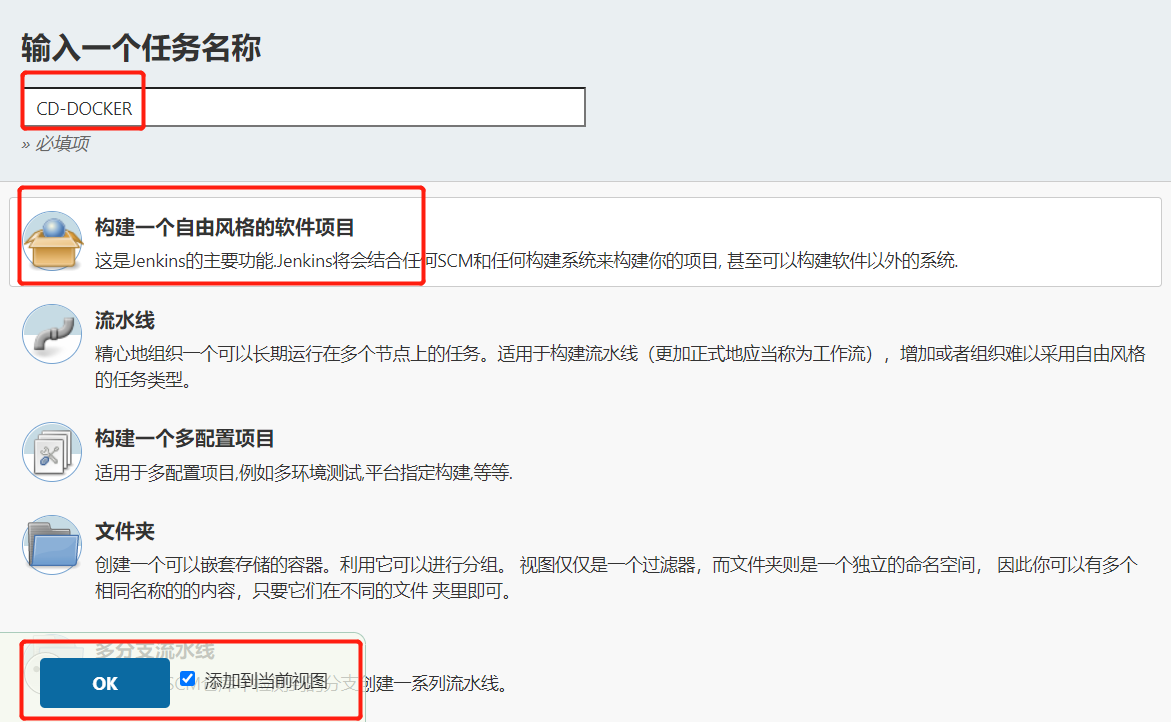 输入一个任务名称
CD-DOCKER
» 必填项
构建一个自由风格的软件项目
这是Jenkins的主要功能.Jenkins将会结合任何SCM和任何构建系统来构建你的项目, 甚至可以构建软件以外的系统.
流水线
精心地组织一个可以长期运行在多个节点上的任务。适用于构建流水线（更加正式地应当称为工作流），增加或者组织难以采用自由风格
的任务类型。
构建一个多配置项目
适用于多配置项目,例如多环境测试,平台指定构建,等等.
文件夹
创建一个可以嵌套存储的容器。利用它可以进行分组。 视图仅仅是一个过滤器，而文件夹则是一个独立的命名空间， 因此你可以有多个
相同名称的的内容，只要它们在不同的文件 夹里即可。
多分支流水线
OK 添加到当前视图 创建一系列流水线。